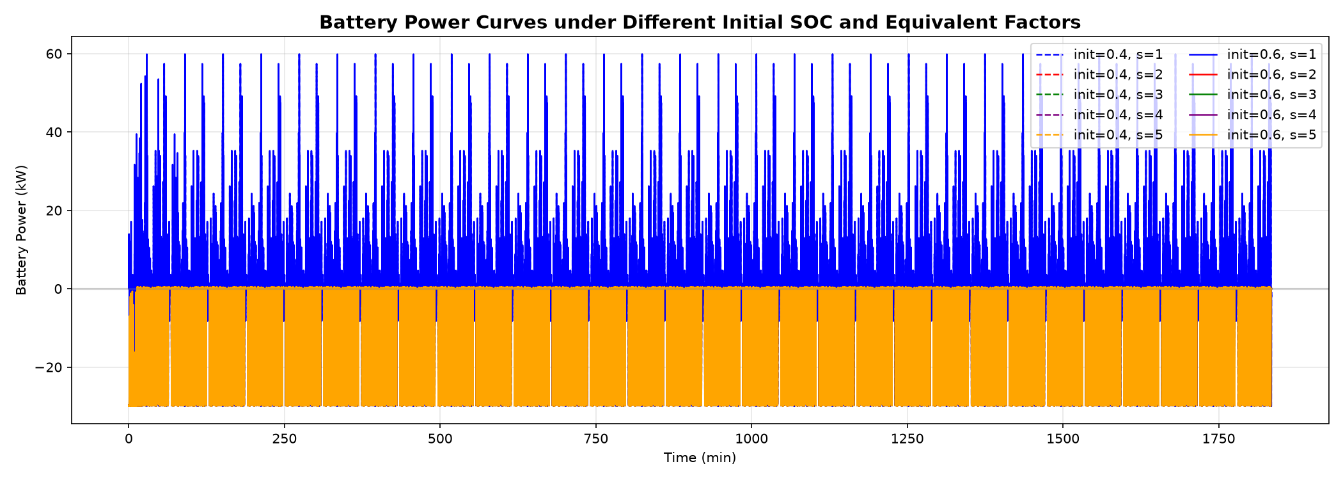 Battery Power Curves under Different Initial SOC and Equivalent Factors
init=0.4, s=1 init=0.6, s=1
init=0.4, s=2 init=0.6, s=2
init=0.4, s=3 init=0.6, s=3
init=0.4, s=4 init=0.6, s=4
init=0.4, s=5 init=0.6, s=5
Battery Power (kW)
60
40
20
0
−20
0 250 500 750 1000 1250 1500 1750
Time (min)